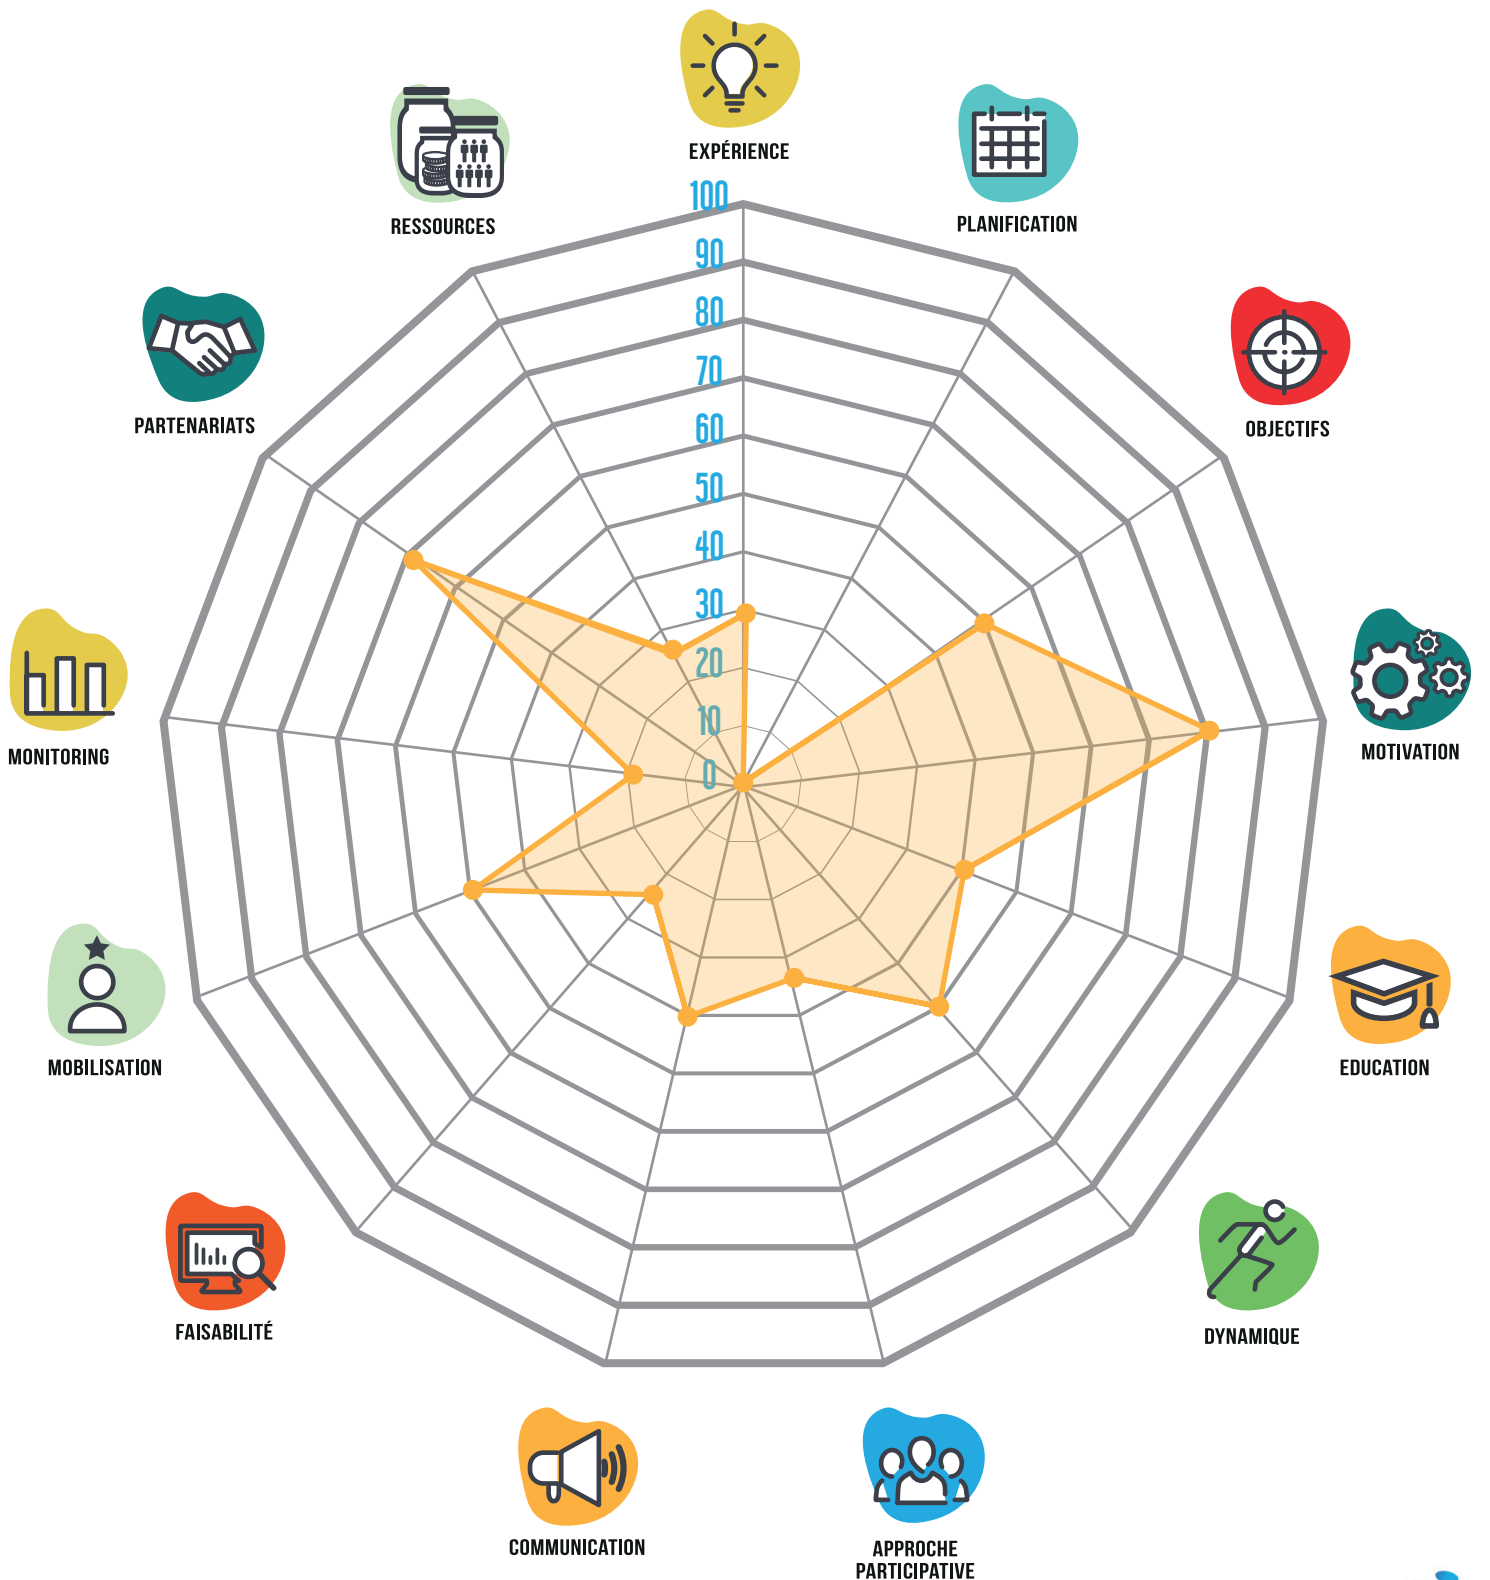 EXPÉRIENCE
PLANIFICATION
RESSOURCES
OBJECTIFS
PARTENARIATS
MOTIVATION
MONITORING
EDUCATION
MOBILISATION
DYNAMIQUE
FAISABILITÉ
APPROCHE
PARTICIPATIVE
COMMUNICATION
100
90
80
70
60
50
40
30
20
10
0